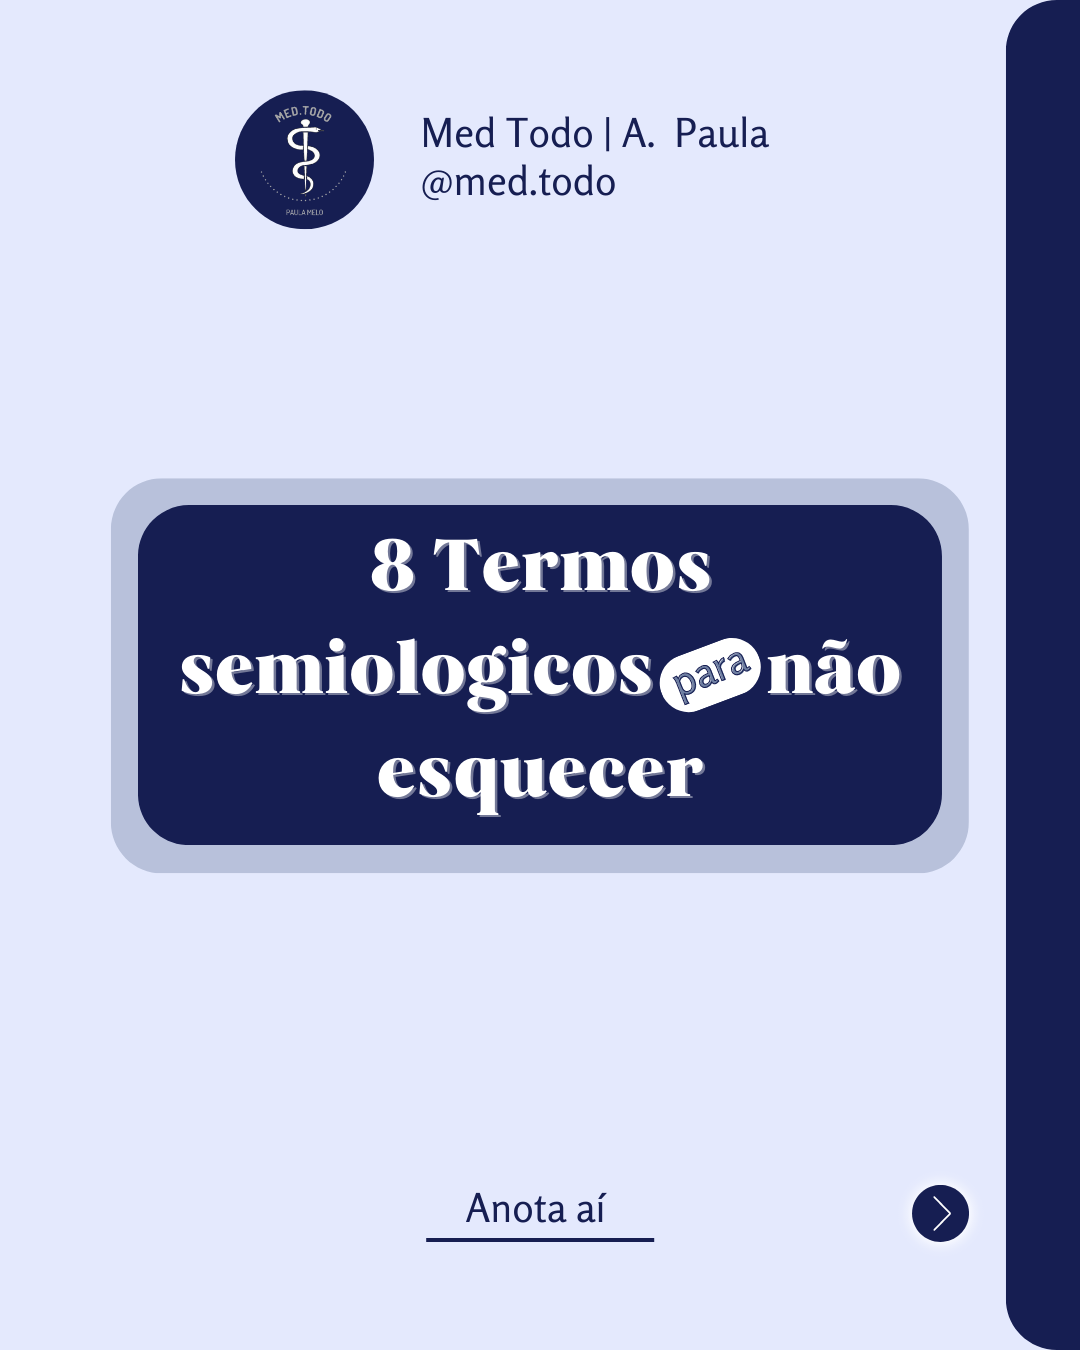 MED.TODO
PAULA MELO
Med Todo | A. Paula
@med.todo
8 Termos
semiologicos para não
esquecer
Anota aí